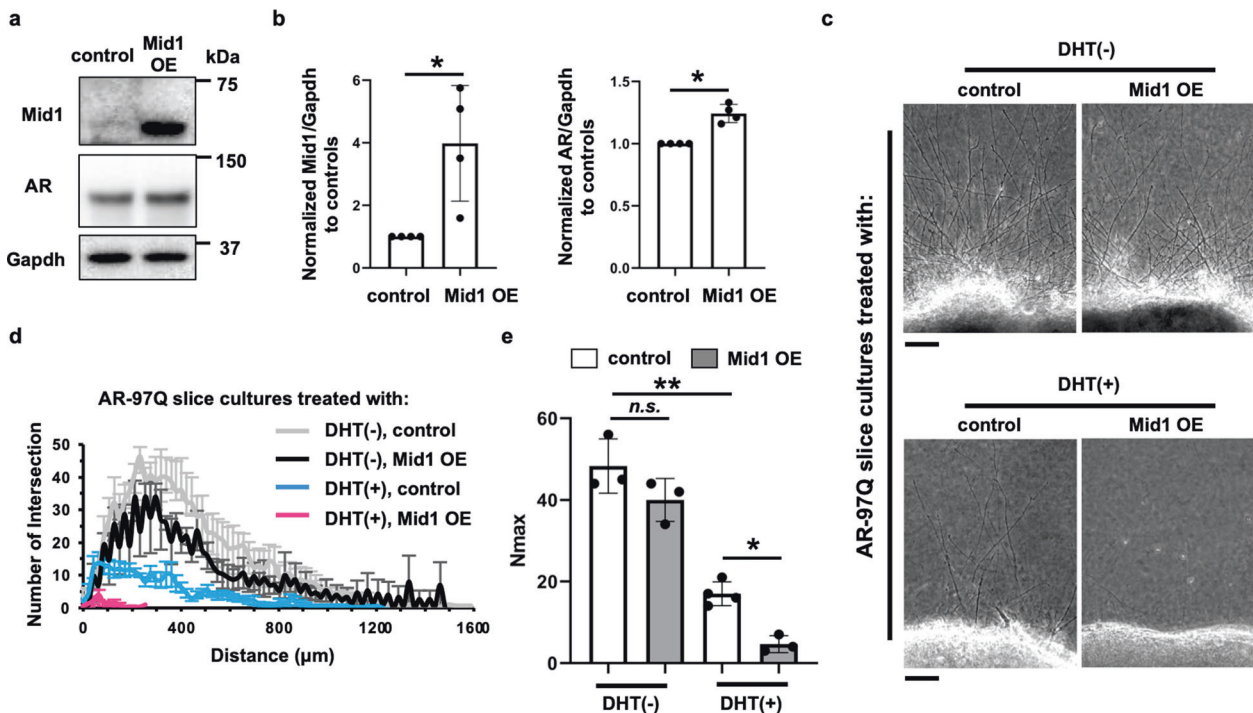 a
control
Mid1
OE
kDa
75
Mid1
150
AR
37
Gapdh
b
*
Normalized Mid1/Gapdh
to controls
6
4
2
0
control
Mid1 OE
*
Normalized AR/Gapdh
to controls
1.5
1.0
0.5
0.0
control
Mid1 OE
c
DHT(-)
control
Mid1 OE
AR-97Q slice cultures treated with:
DHT(+)
control
Mid1 OE
d
AR-97Q slice cultures treated with:
DHT(-), control
DHT(-), Mid1 OE
DHT(+), control
DHT(+), Mid1 OE
Number of Intersection
50
40
30
20
10
0
0
400
800
1200
1600
Distance (µm)
e
control
Mid1 OE
**
n.s.
*
Nmax
60
40
20
0
DHT(-)
DHT(+)